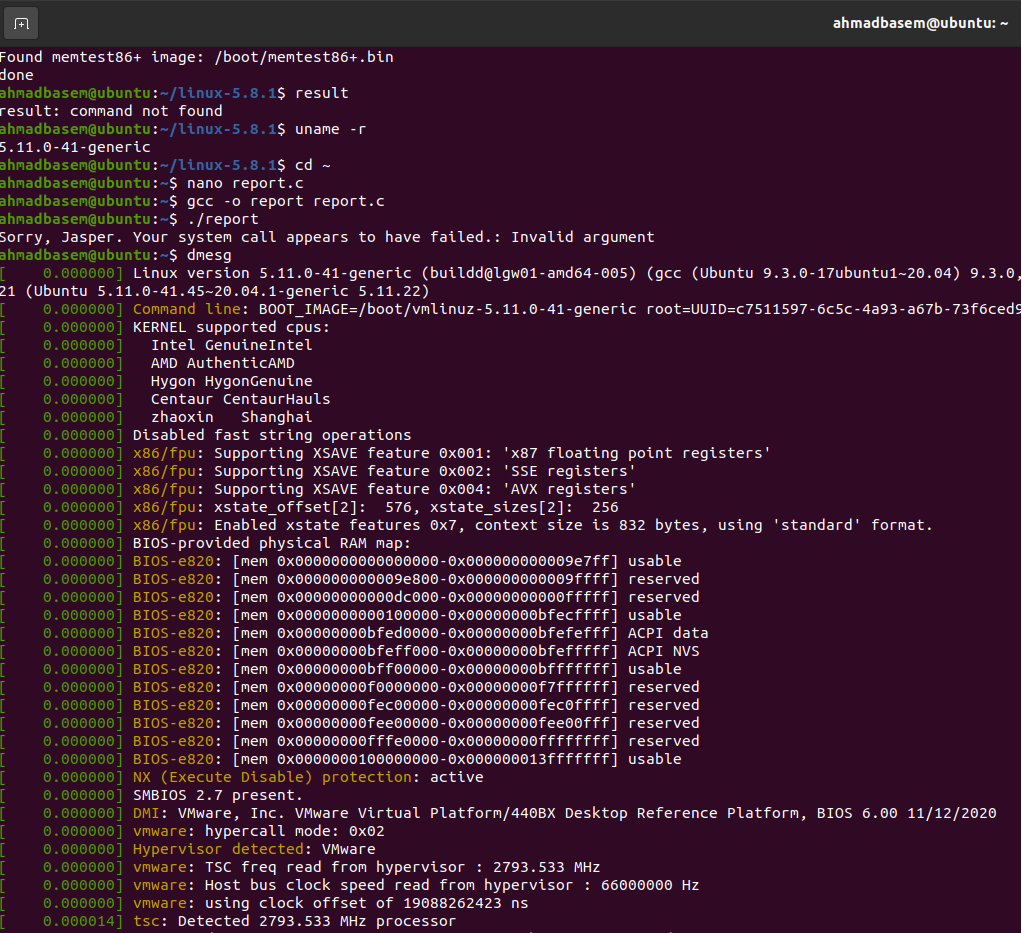 ahmadbasem@ubuntu: ~
Found memtest86+ image: /boot/memtest86+.bin
done
ahmadbasem@ubuntu:~/linux-5.8.1$ result
result: command not found
ahmadbasem@ubuntu:~/linux-5.8.1$ uname -r
5.11.0-41-generic
ahmadbasem@ubuntu:~/linux-5.8.1$ cd ~
ahmadbasem@ubuntu:~$ nano report.c
ahmadbasem@ubuntu:~$ gcc -o report report.c
ahmadbasem@ubuntu:~$ ./report
Sorry, Jasper. Your system call appears to have failed.: Invalid argument
ahmadbasem@ubuntu:~$ dmesg
[    0.000000] Linux version 5.11.0-41-generic (buildd@lgw01-amd64-005) (gcc (Ubuntu 9.3.0-17ubuntu1~20.04) 9.3.0,
21 (Ubuntu 5.11.0-41.45~20.04.1-generic 5.11.22)
[    0.000000] Command line: BOOT_IMAGE=/boot/vmlinuz-5.11.0-41-generic root=UUID=c7511597-6c5c-4a93-a67b-73f6ced9
[    0.000000] KERNEL supported cpus:
[    0.000000]   Intel GenuineIntel
[    0.000000]   AMD AuthenticAMD
[    0.000000]   Hygon HygonGenuine
[    0.000000]   Centaur CentaurHauls
[    0.000000]   zhaoxin   Shanghai
[    0.000000] Disabled fast string operations
[    0.000000] x86/fpu: Supporting XSAVE feature 0x001: 'x87 floating point registers'
[    0.000000] x86/fpu: Supporting XSAVE feature 0x002: 'SSE registers'
[    0.000000] x86/fpu: Supporting XSAVE feature 0x004: 'AVX registers'
[    0.000000] x86/fpu: xstate_offset[2]:  576, xstate_sizes[2]:  256
[    0.000000] x86/fpu: Enabled xstate features 0x7, context size is 832 bytes, using 'standard' format.
[    0.000000] BIOS-provided physical RAM map:
[    0.000000] BIOS-e820: [mem 0x0000000000000000-0x000000000009e7ff] usable
[    0.000000] BIOS-e820: [mem 0x000000000009e800-0x000000000009ffff] reserved
[    0.000000] BIOS-e820: [mem 0x00000000000dc000-0x00000000000fffff] reserved
[    0.000000] BIOS-e820: [mem 0x0000000000100000-0x00000000bfecffff] usable
[    0.000000] BIOS-e820: [mem 0x00000000bfed0000-0x00000000bfefefff] ACPI data
[    0.000000] BIOS-e820: [mem 0x00000000bfeff000-0x00000000bfefffff] ACPI NVS
[    0.000000] BIOS-e820: [mem 0x00000000bff00000-0x00000000bfffffff] usable
[    0.000000] BIOS-e820: [mem 0x00000000f0000000-0x00000000f7ffffff] reserved
[    0.000000] BIOS-e820: [mem 0x00000000fec00000-0x00000000fec0ffff] reserved
[    0.000000] BIOS-e820: [mem 0x00000000fee00000-0x00000000fee00fff] reserved
[    0.000000] BIOS-e820: [mem 0x00000000fffe0000-0x00000000ffffffff] reserved
[    0.000000] BIOS-e820: [mem 0x0000000100000000-0x000000013fffffff] usable
[    0.000000] NX (Execute Disable) protection: active
[    0.000000] SMBIOS 2.7 present.
[    0.000000] DMI: VMware, Inc. VMware Virtual Platform/440BX Desktop Reference Platform, BIOS 6.00 11/12/2020
[    0.000000] vmware: hypercall mode: 0x02
[    0.000000] Hypervisor detected: VMware
[    0.000000] vmware: TSC freq read from hypervisor : 2793.533 MHz
[    0.000000] vmware: Host bus clock speed read from hypervisor : 66000000 Hz
[    0.000000] vmware: using clock offset of 19088262423 ns
[    0.000014] tsc: Detected 2793.533 MHz processor